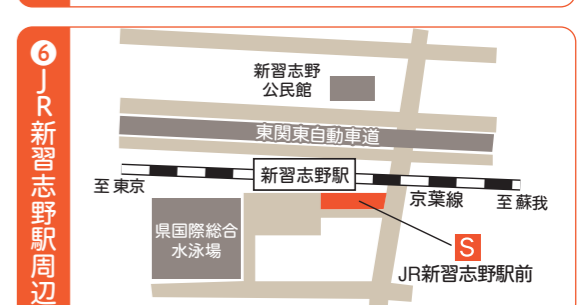 ❻JR新習志野駅周辺
新習志野
公民館
東関東自動車道
新習志野駅
至東京
京葉線
至蘇我
県国際総合
水泳場
S
JR新習志野駅前